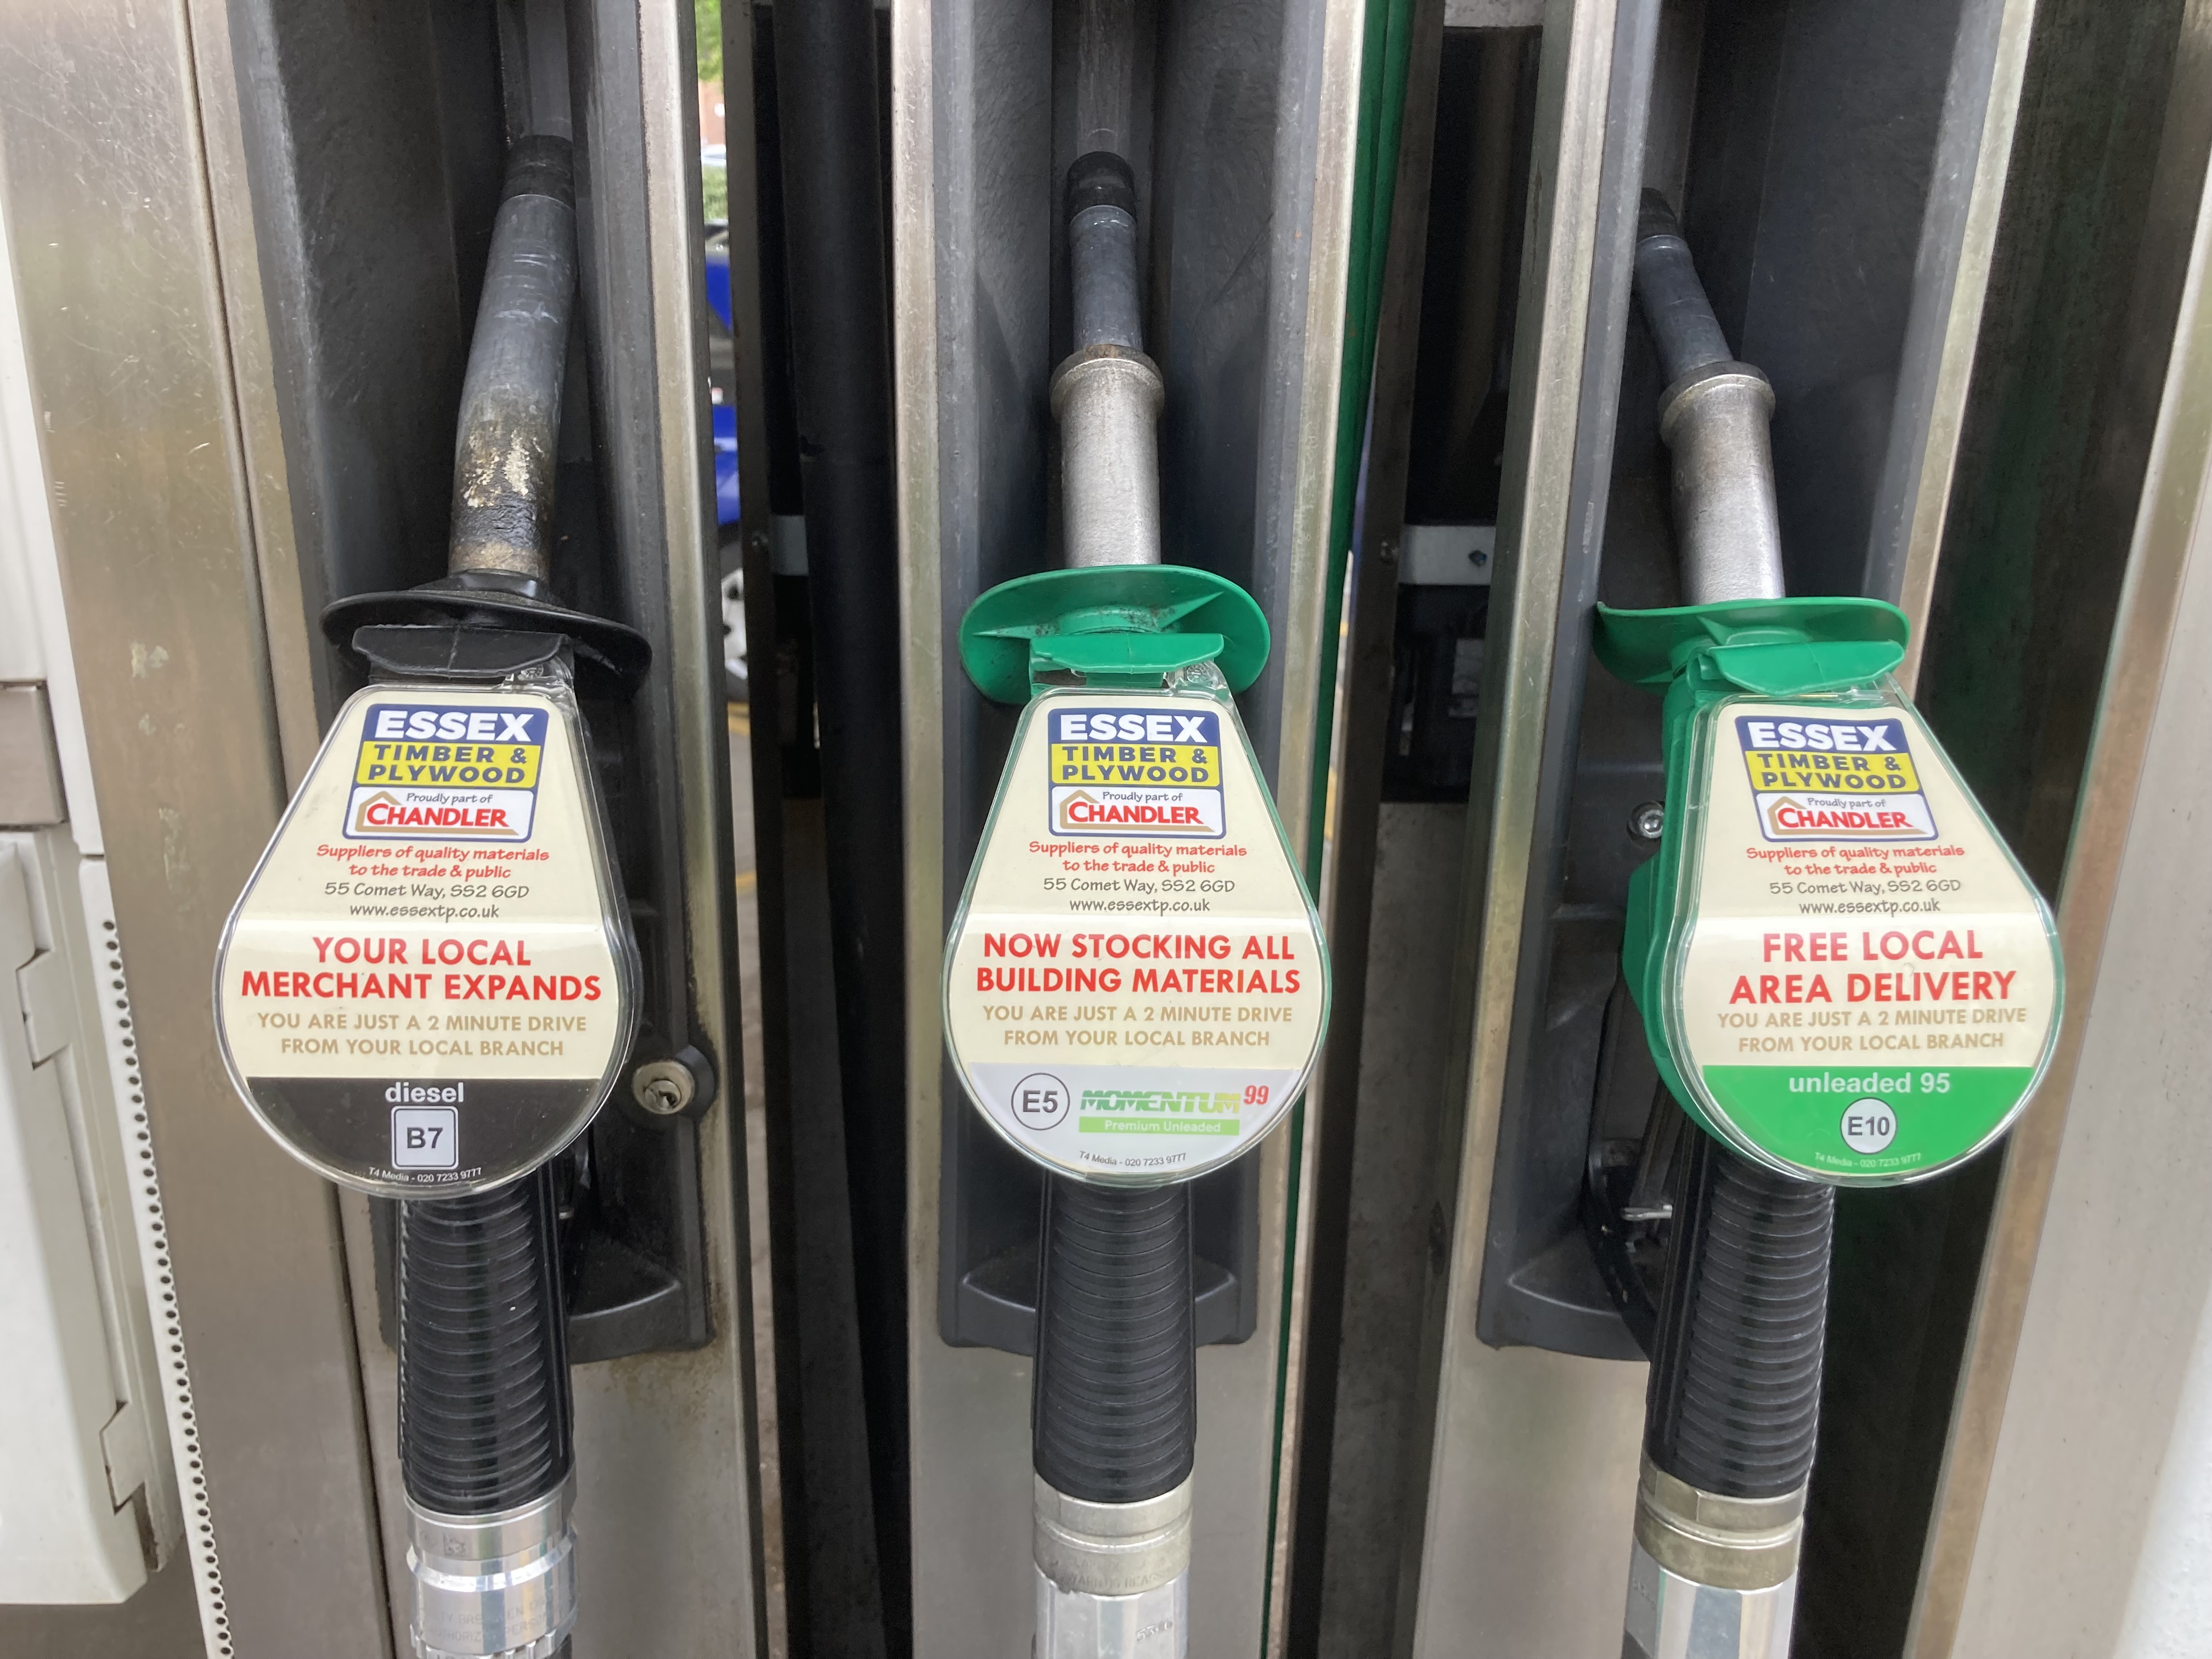 ESSEX
TIMBER &
PLYWOOD
Proudly part of
CHANDLER
Suppliers of quality materials
to the trade & public
55 Comet Way, SS2 6GD
www.essextp.co.uk
YOUR LOCAL
MERCHANT EXPANDS
YOU ARE JUST A 2 MINUTE DRIVE
FROM YOUR LOCAL BRANCH
diesel
B7
T4 Media - 020 7233 9777
ESSEX
TIMBER &
PLYWOOD
Proudly part of
CHANDLER
Suppliers of quality materials
to the trade & public
55 Comet Way, SS2 6GD
www.essextp.co.uk
NOW STOCKING ALL
BUILDING MATERIALS
YOU ARE JUST A 2 MINUTE DRIVE
FROM YOUR LOCAL BRANCH
E5 MOMENTUM 99
Premium Unleaded
T4 Media - 020 7233 9777
ESSEX
TIMBER &
PLYWOOD
Proudly part of
CHANDLER
Suppliers of quality materials
to the trade & public
55 Comet Way, SS2 6GD
www.essextp.co.uk
FREE LOCAL
AREA DELIVERY
YOU ARE JUST A 2 MINUTE DRIVE
FROM YOUR LOCAL BRANCH
unleaded 95
E10
T4 Media - 020 7233 9777